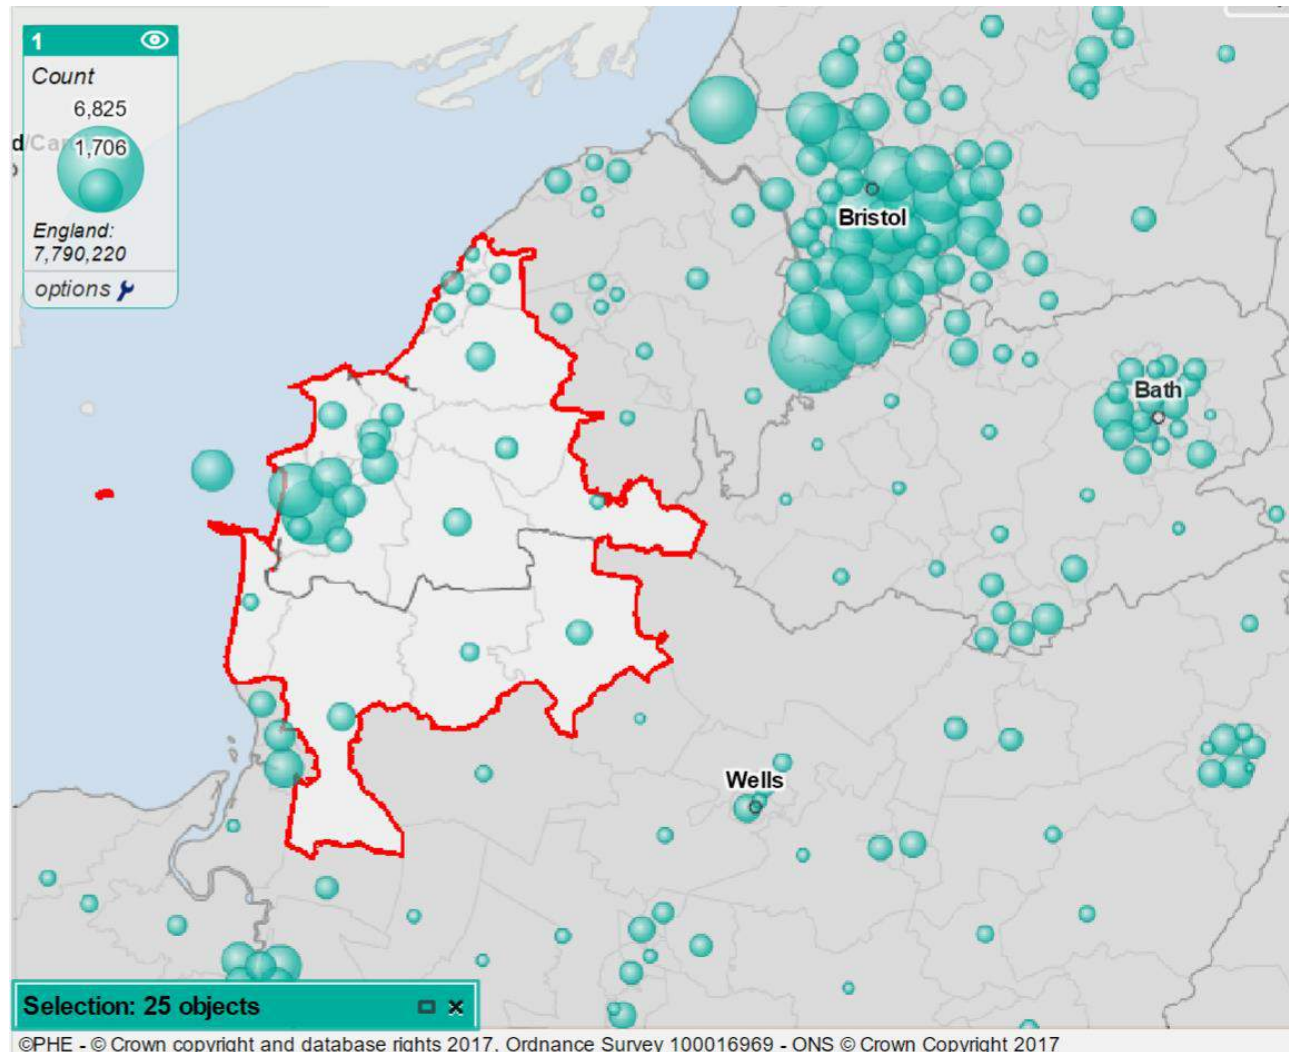 1
Count
6,825
d/Ca
1,706
England:
7,790,220
options
Bristol
Bath
Wells
Selection: 25 objects
©PHE - © Crown copyright and database rights 2017, Ordnance Survey 100016969 - ONS © Crown Copyright 2017